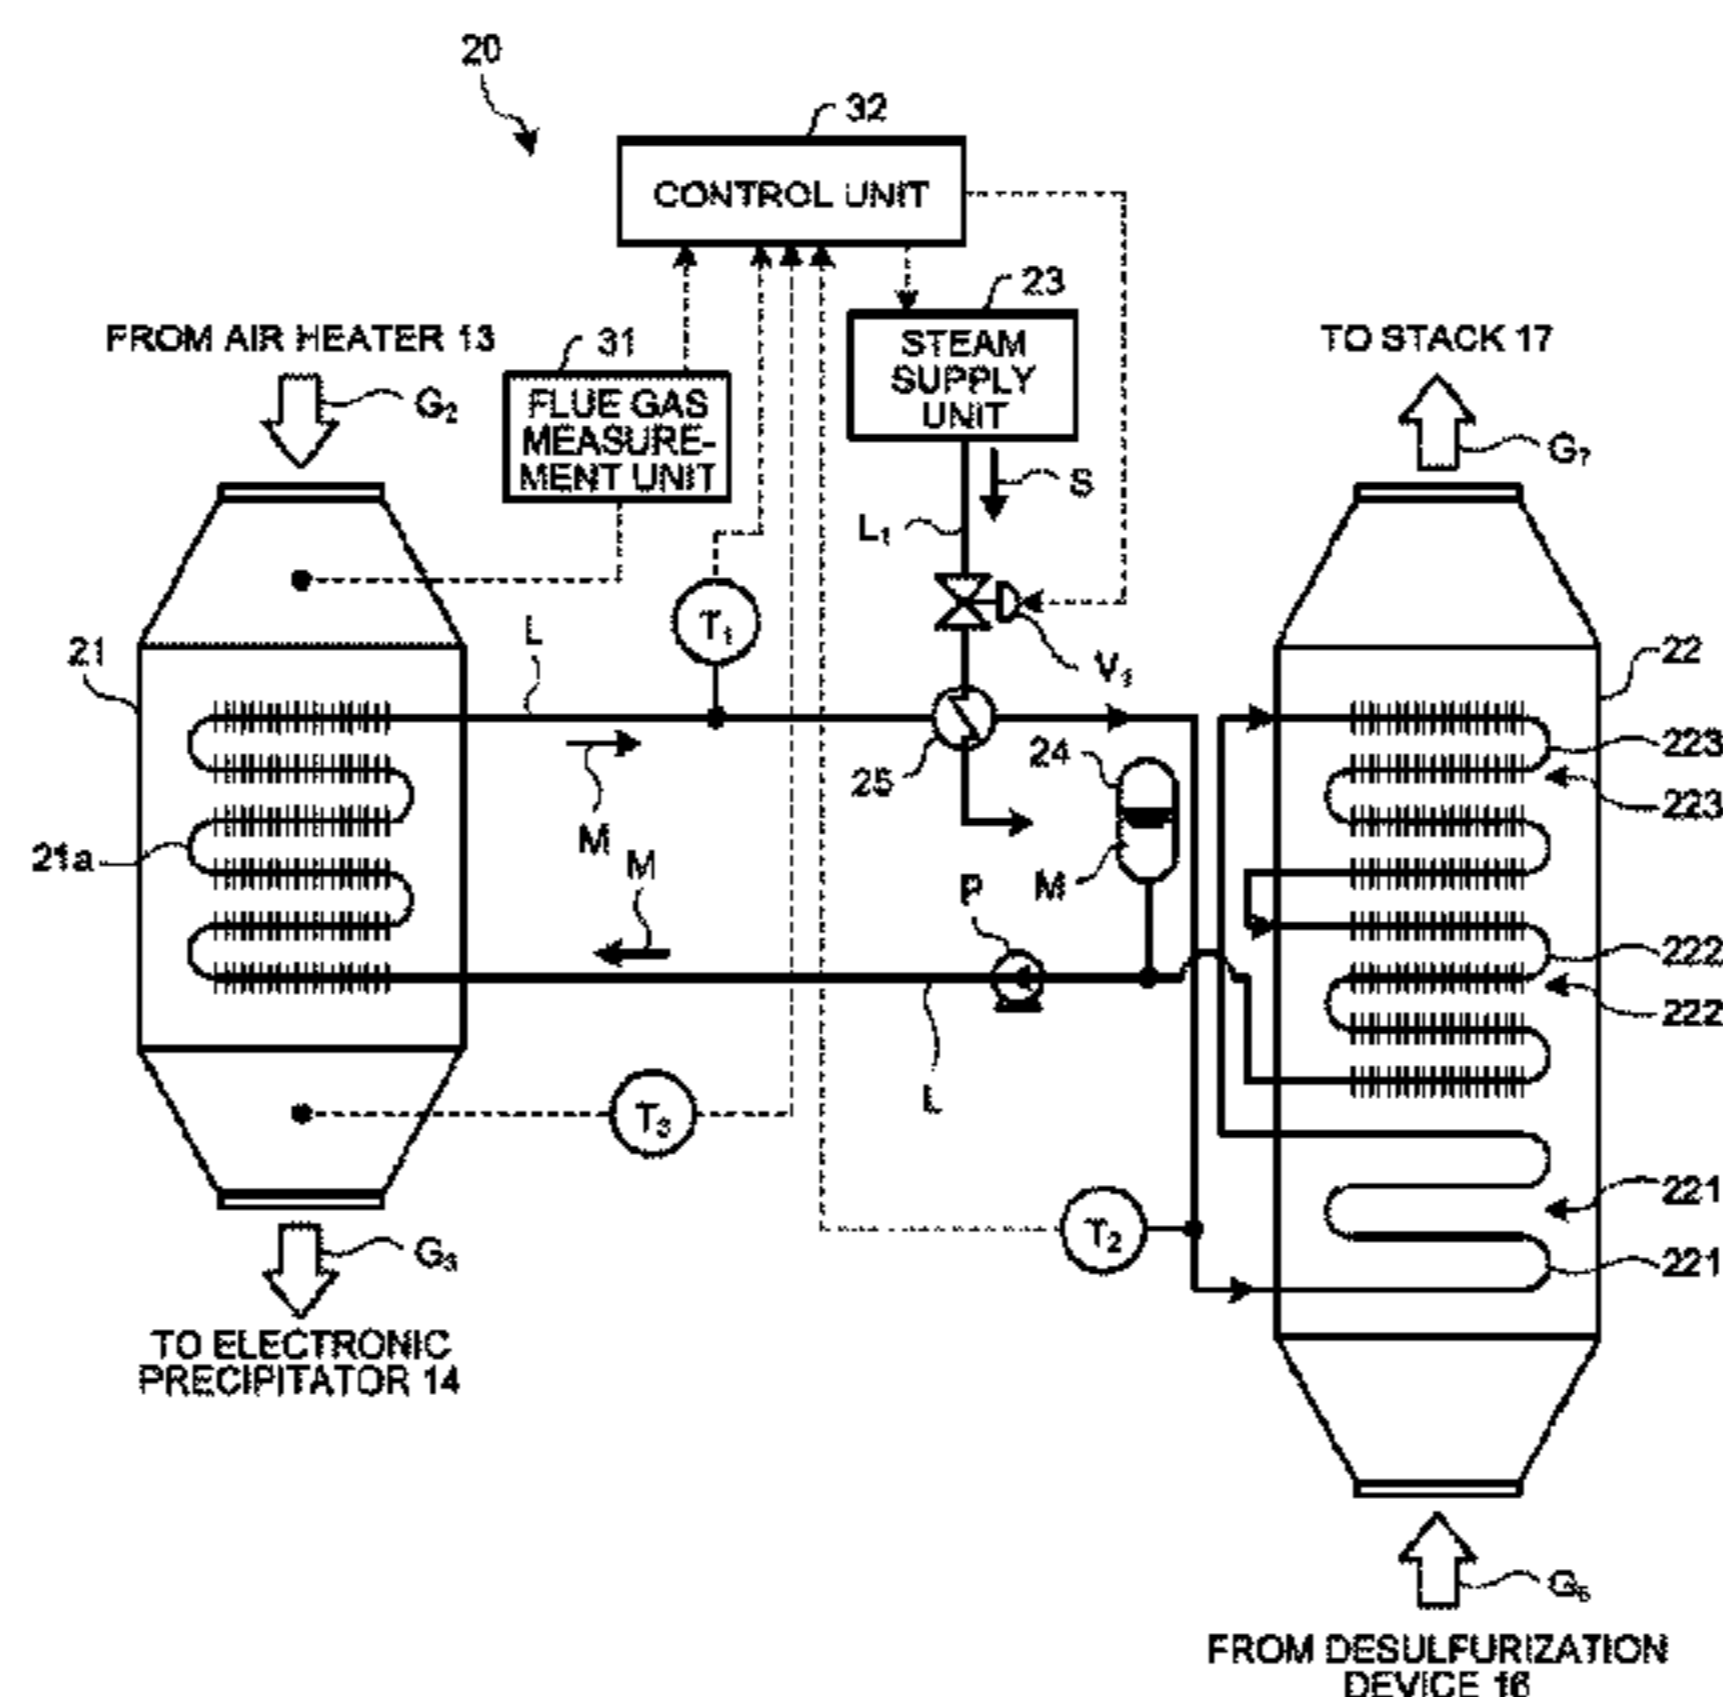 20
32
CONTROL UNIT
23
FROM AIR HEATER 13
31
STEAM
SUPPLY
UNIT
TO STACK 17
G2
FLUE GAS
MEASURE-
MENT UNIT
G7
S
L1
T1
L
21
V1
22
25
24
223
223
M
21a
M
M
P
222
222
L
T3
221
T2
221
G3
TO ELECTRONIC
PRECIPITATOR 14
FROM DESULFURIZATION
DEVICE 16